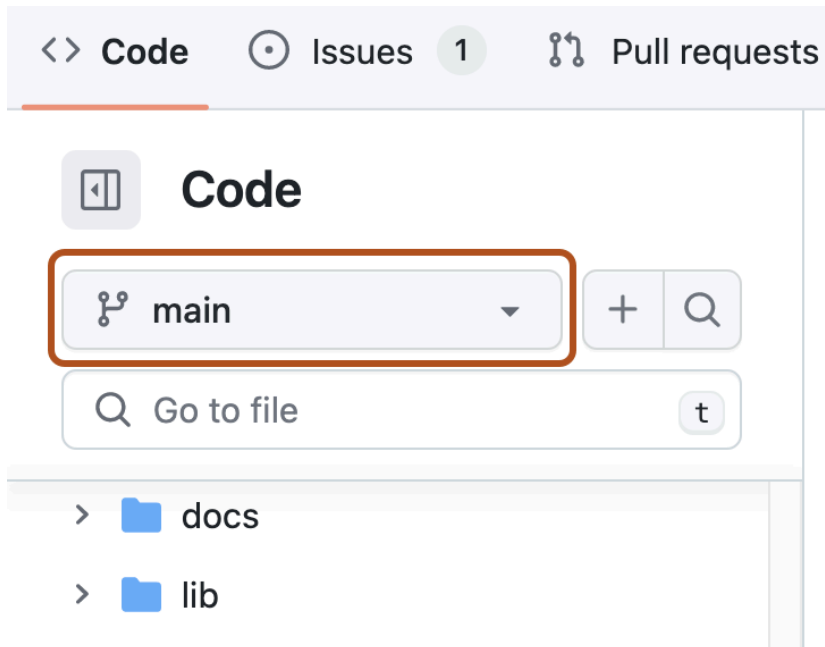 Code Issues 1 Pull requests
Code
main
Go to file t
docs
lib